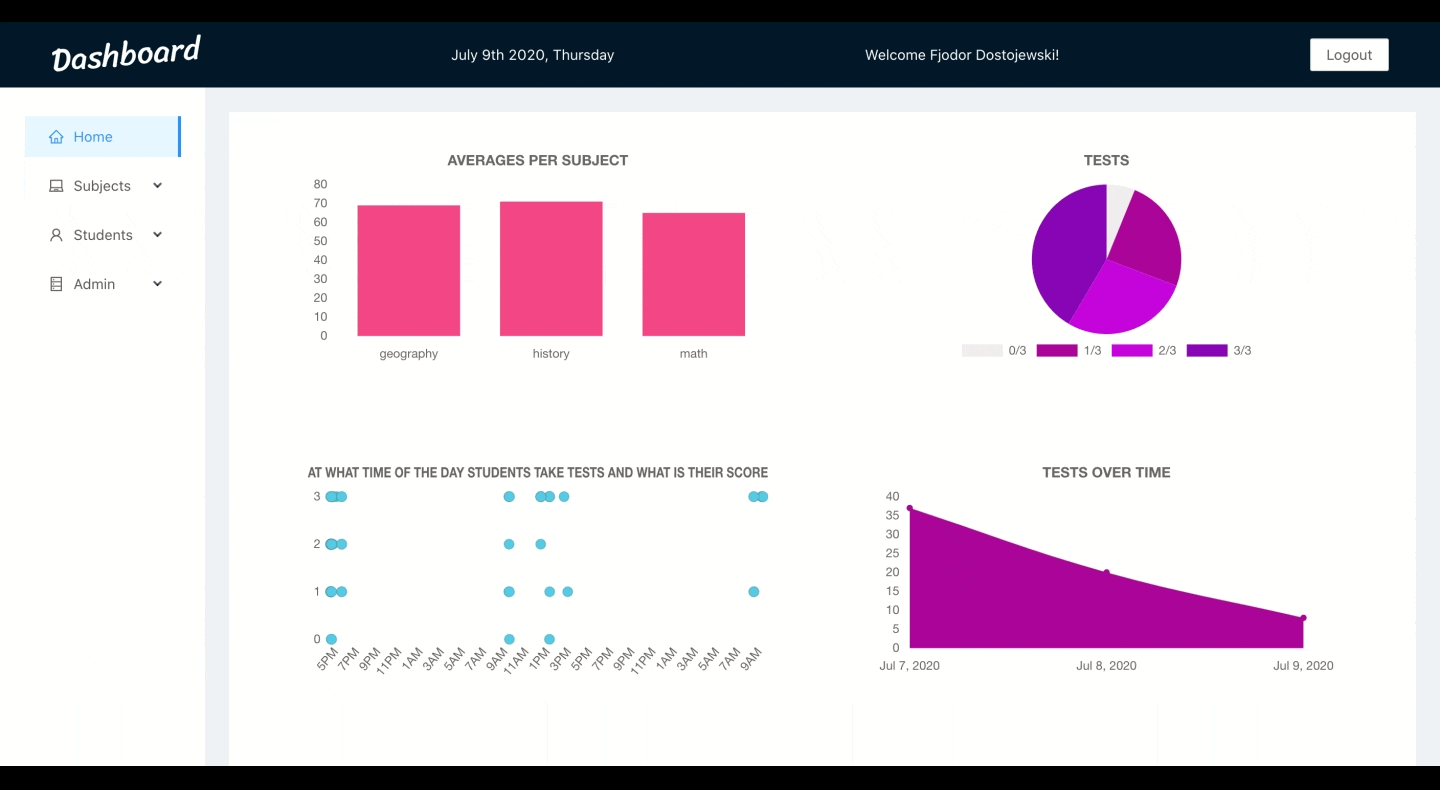 Dashboard
July 9th 2020, Thursday
Welcome Fjodor Dostojewski!
Logout
Home
Subjects
Students
Admin
AVERAGES PER SUBJECT
80
70
60
50
40
30
20
10
0
geography history math
TESTS
0/3 1/3 2/3 3/3
AT WHAT TIME OF THE DAY STUDENTS TAKE TESTS AND WHAT IS THEIR SCORE
3
2
1
0
5PM 7PM 9PM 11PM 1AM 3AM 5AM 7AM 9AM 11AM 1PM 3PM 5PM 7PM 9PM 11PM 1AM 3AM 5AM 7AM 9AM
TESTS OVER TIME
40
35
30
25
20
15
10
5
0
Jul 7, 2020 Jul 8, 2020 Jul 9, 2020